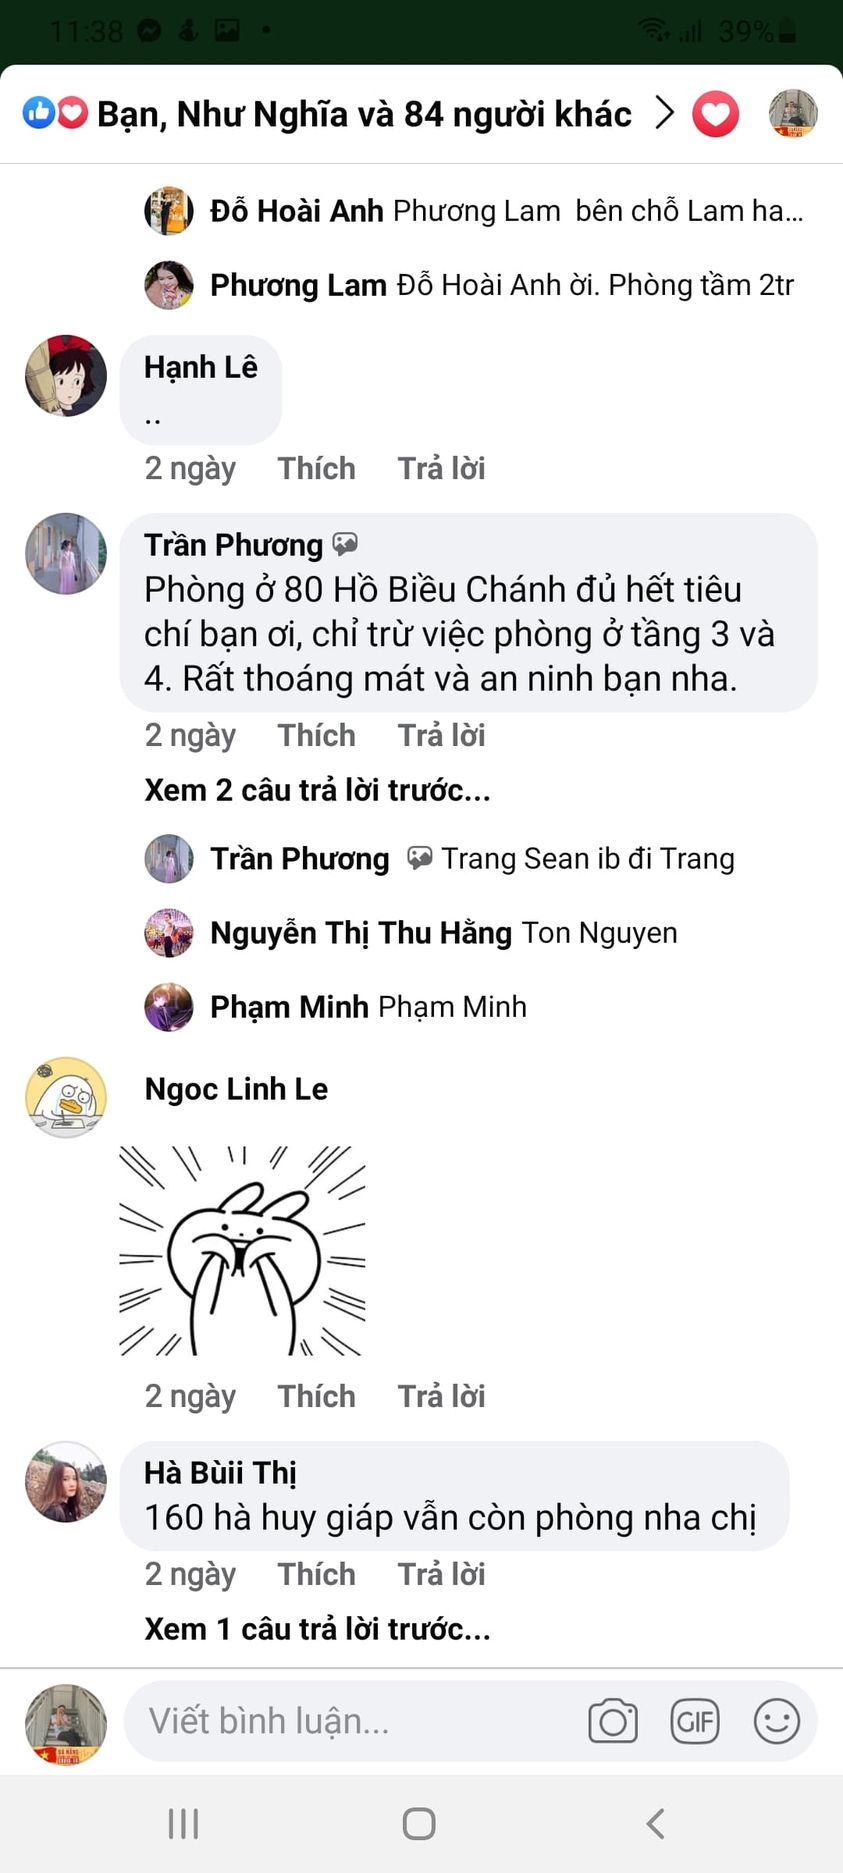 11:38
39%
Bạn, Như Nghĩa và 84 người khác
Đỗ Hoài Anh Phương Lam bên chỗ Lam ha...
Phương Lam Đỗ Hoài Anh ời. Phòng tầm 2tr
Hạnh Lê
..
2 ngày Thích Trả lời
Trần Phương
Phòng ở 80 Hồ Biều Chánh đủ hết tiêu
chí bạn ơi, chỉ trừ việc phòng ở tầng 3 và
4. Rất thoáng mát và an ninh bạn nha.
2 ngày Thích Trả lời
Xem 2 câu trả lời trước...
Trần Phương Trang Sean ib đi Trang
Nguyễn Thị Thu Hằng Ton Nguyen
Phạm Minh Phạm Minh
Ngoc Linh Le
2 ngày Thích Trả lời
Hà Bùii Thị
160 hà huy giáp vẫn còn phòng nha chị
2 ngày Thích Trả lời
Xem 1 câu trả lời trước...
Viết bình luận...
GIF